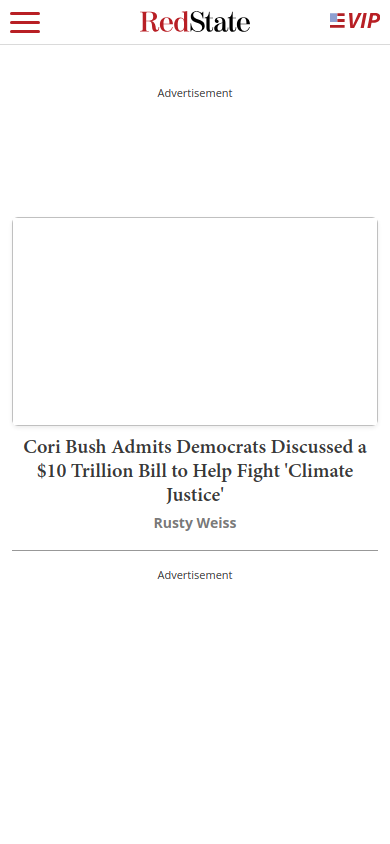 RedState
VIP
Advertisement
Cori Bush Admits Democrats Discussed a
$10 Trillion Bill to Help Fight 'Climate
Justice'
Rusty Weiss
Advertisement